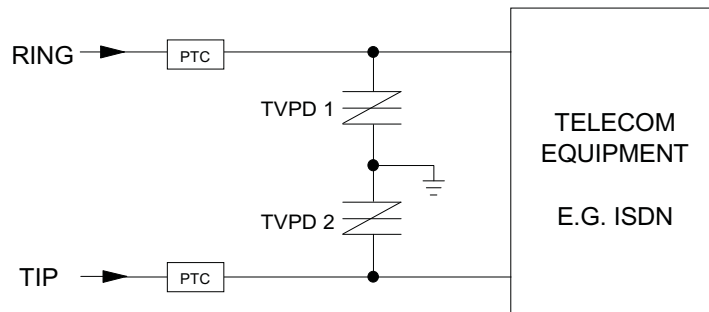 RING
PTC
TVPD 1
TELECOM
EQUIPMENT
E.G. ISDN
TVPD 2
TIP
PTC